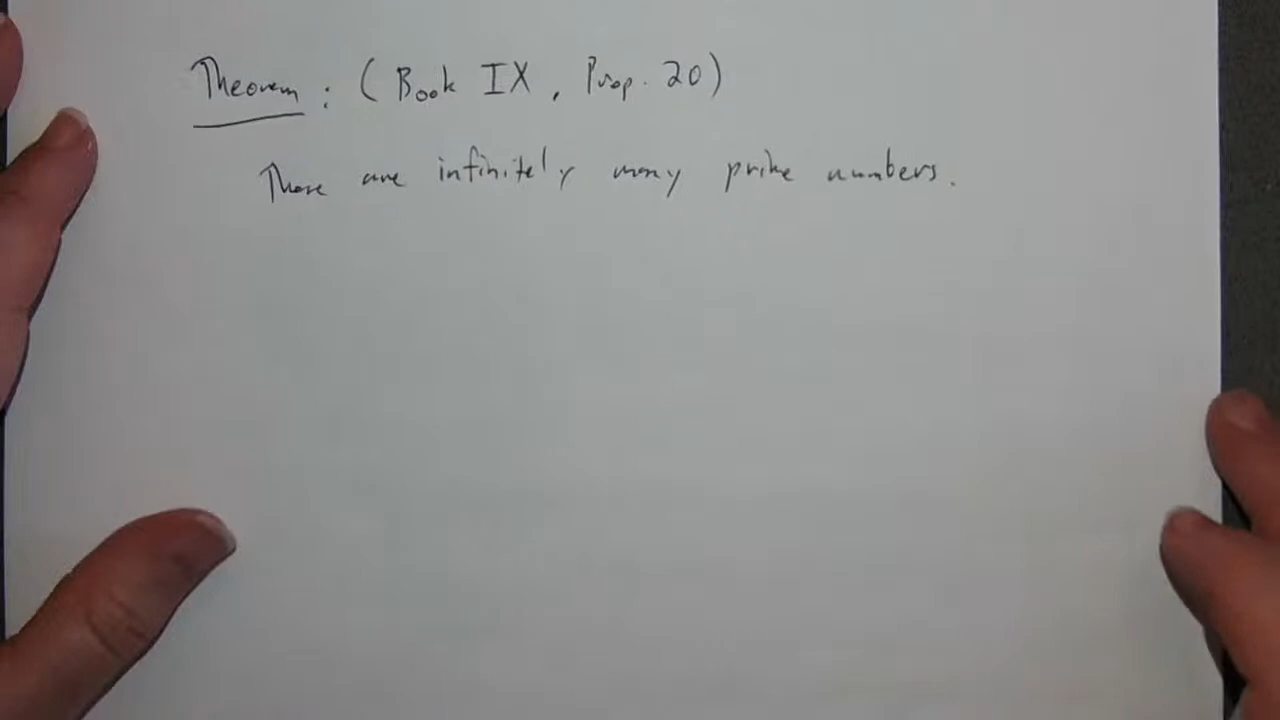 Theorem: (Book IX, Prop. 20)
There are infinitely many prime numbers.